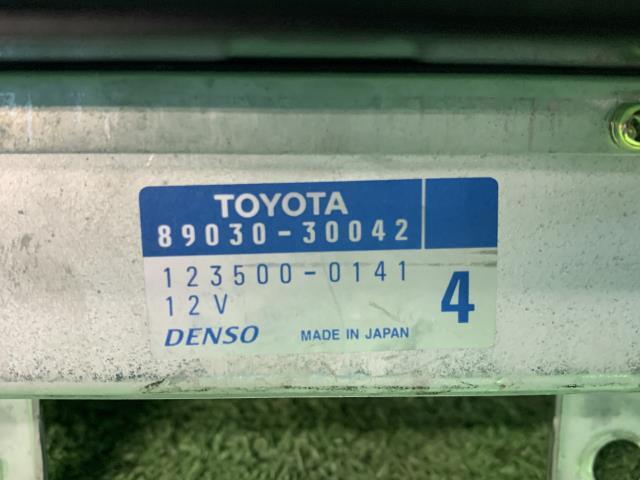 TOYOTA
89030-30042
123500-0141
12V
4
DENSO MADE IN JAPAN